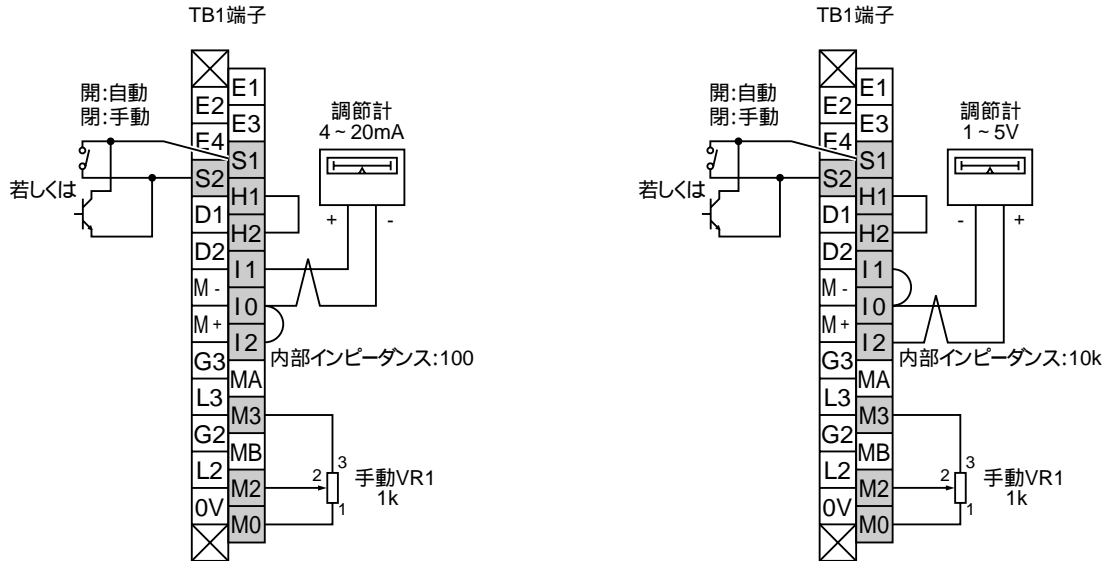 TB1端子
開:自動
閉:手動
若しくは
E2
E4
S2
D1
D2
M -
M +
G3
L3
G2
L2
0V
E1
E3
S1
H1
H2
I1
I0
I2
MA
M3
MB
M2
M0
調節計
4~20mA
+ -
内部インピーダンス:100
3
2
1
手動VR1
1k
TB1端子
開:自動
閉:手動
若しくは
E2
E4
S2
D1
D2
M -
M +
G3
L3
G2
L2
0V
E1
E3
S1
H1
H2
I1
I0
I2
MA
M3
MB
M2
M0
調節計
1~5V
- +
内部インピーダンス:10k
3
2
1
手動VR1
1k